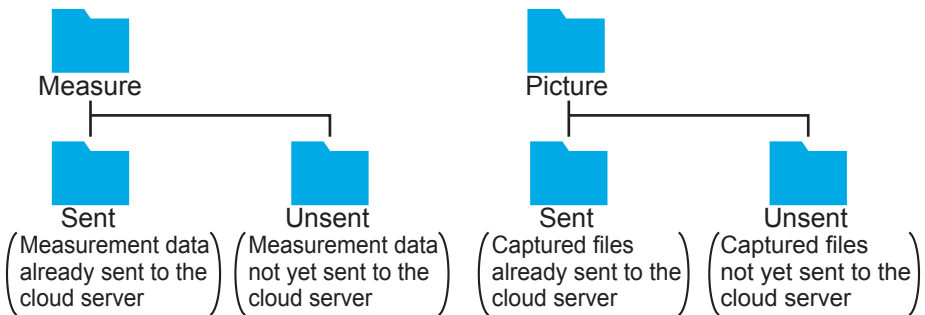 Measure
Picture
Sent
Unsent
Sent
Unsent
Measurement data
already sent to the
cloud server
Measurement data
not yet sent to the
cloud server
Captured files
already sent to the
cloud server
Captured files
not yet sent to the
cloud server